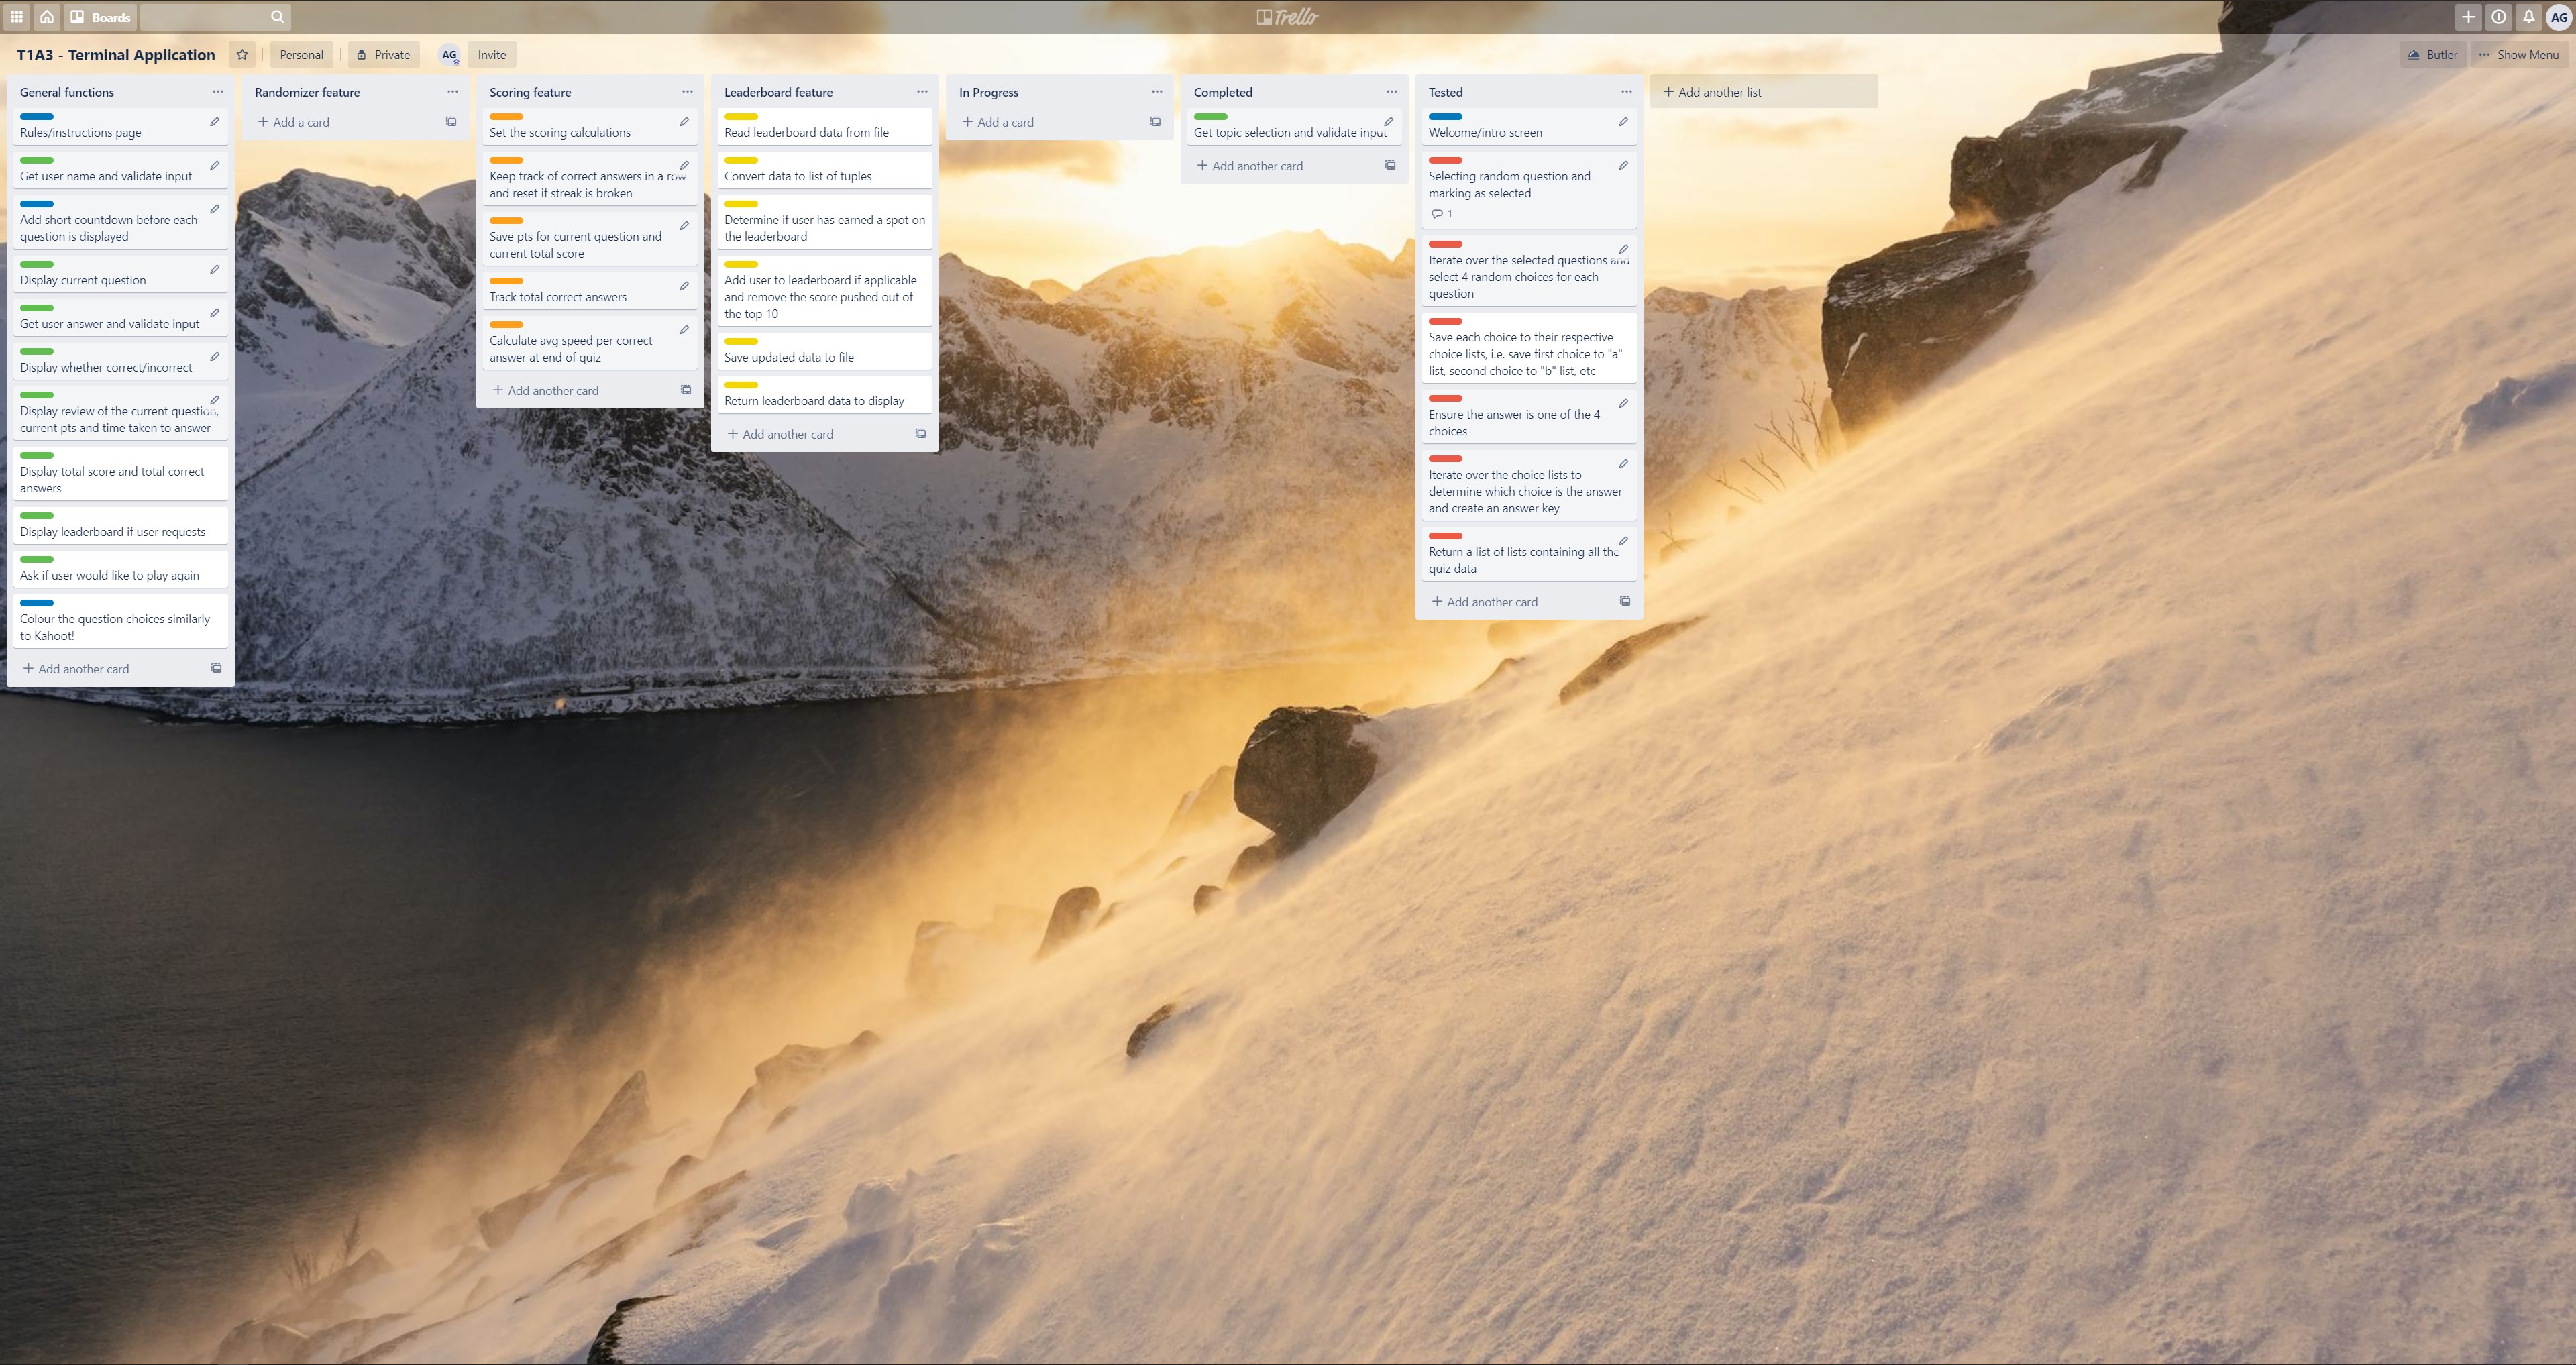 Boards
Trello
AG
T1A3 - Terminal Application
Personal
Private
AG
Invite
Butler
Show Menu
General functions
Rules/instructions page
Get user name and validate input
Add short countdown before each
question is displayed
Display current question
Get user answer and validate input
Display whether correct/incorrect
Display review of the current question,
current pts and time taken to answer
Display total score and total correct
answers
Display leaderboard if user requests
Ask if user would like to play again
Colour the question choices similarly
to Kahoot!
Add another card
Randomizer feature
Add a card
Scoring feature
Set the scoring calculations
Keep track of correct answers in a row
and reset if streak is broken
Save pts for current question and
current total score
Track total correct answers
Calculate avg speed per correct
answer at end of quiz
Add another card
Leaderboard feature
Read leaderboard data from file
Convert data to list of tuples
Determine if user has earned a spot on
the leaderboard
Add user to leaderboard if applicable
and remove the score pushed out of
the top 10
Save updated data to file
Return leaderboard data to display
Add another card
In Progress
Add a card
Completed
Get topic selection and validate input
Add another card
Tested
Welcome/intro screen
Selecting random question and
marking as selected
1
Iterate over the selected questions and
select 4 random choices for each
question
Save each choice to their respective
choice lists, i.e. save first choice to "a"
list, second choice to "b" list, etc
Ensure the answer is one of the 4
choices
Iterate over the choice lists to
determine which choice is the answer
and create an answer key
Return a list of lists containing all the
quiz data
Add another card
Add another list